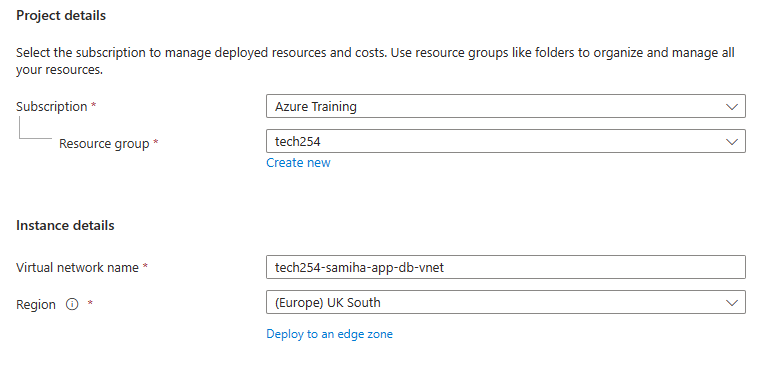 Project details
Select the subscription to manage deployed resources and costs. Use resource groups like folders to organize and manage all
your resources.
Subscription *
Azure Training
Resource group *
tech254
Create new
Instance details
Virtual network name *
tech254-samiha-app-db-vnet
Region *
(Europe) UK South
Deploy to an edge zone